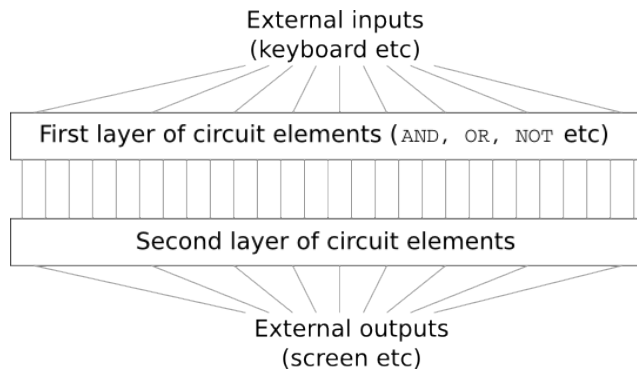 External inputs
(keyboard etc)
First layer of circuit elements (AND, OR, NOT etc)
Second layer of circuit elements
External outputs
(screen etc)